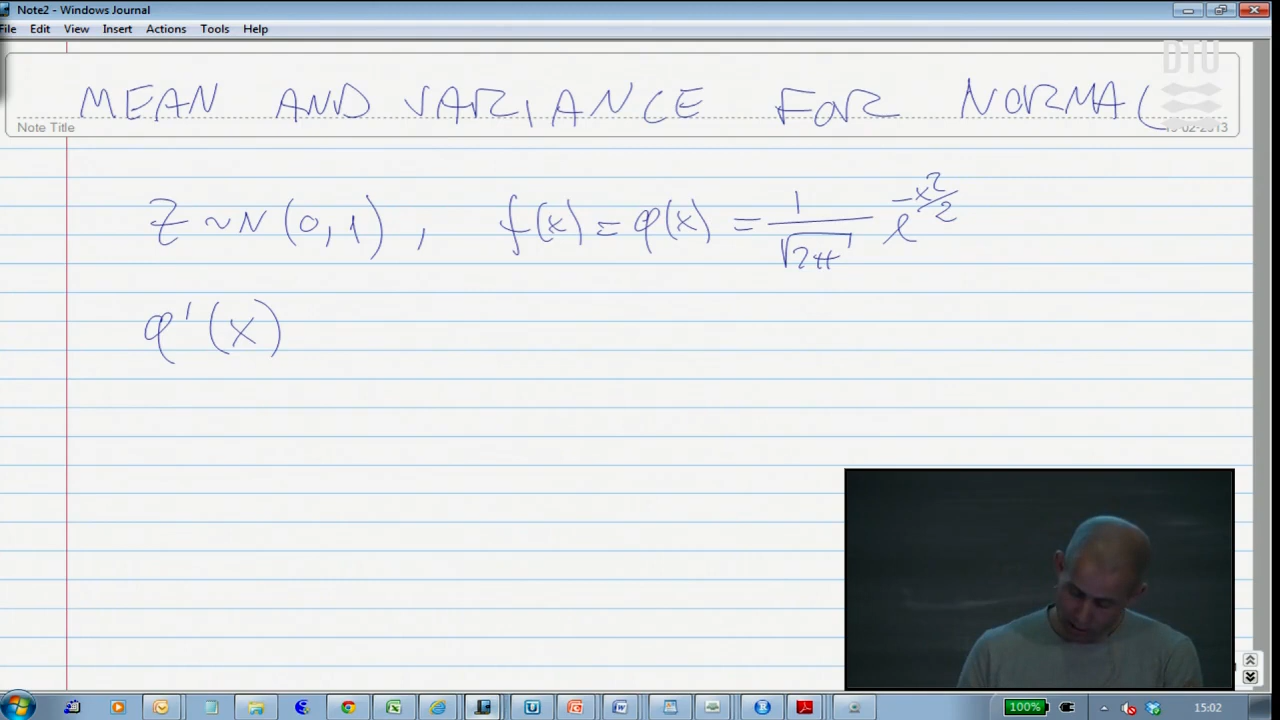 Note2 - Windows Journal
File Edit View Insert Actions Tools Help
DTU
MEAN AND VARIANCE FOR NORMAL
Note Title
Z ~ N (0, 1) , f(x) = φ(x) = 1/√2π e^-x²/2
φ'(x)
100% 15:02